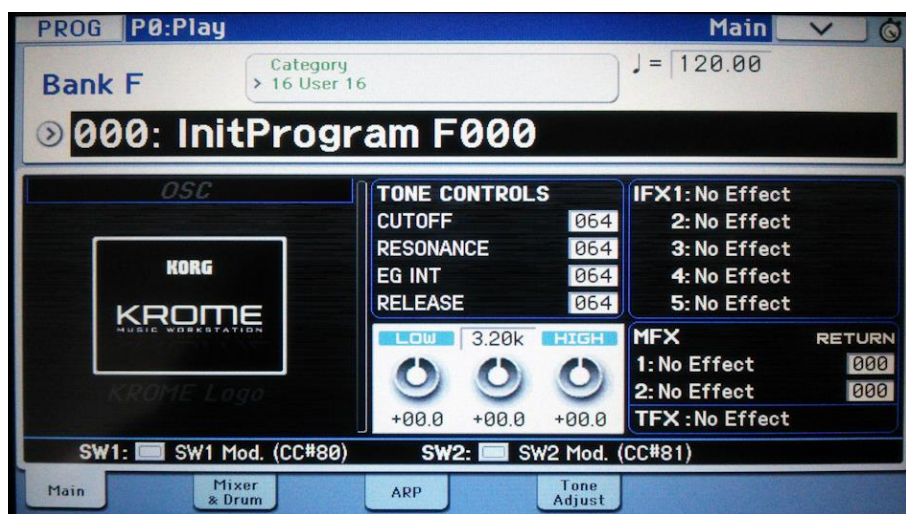 PROG P0:Play Main
Bank F
Category
> 16 User 16
♩ = 120.00
000: InitProgram F000
OSC
KORG
KROME
MUSIC WORKSTATION
KROME Logo
TONE CONTROLS
CUTOFF 064
RESONANCE 064
EG INT 064
RELEASE 064
LOW 3.20k HIGH
+00.0 +00.0 +00.0
IFX1: No Effect
2: No Effect
3: No Effect
4: No Effect
5: No Effect
MFX RETURN
1: No Effect 000
2: No Effect 000
TFX : No Effect
SW1: SW1 Mod. (CC#80) SW2: SW2 Mod. (CC#81)
Main
Mixer
& Drum
ARP
Tone
Adjust